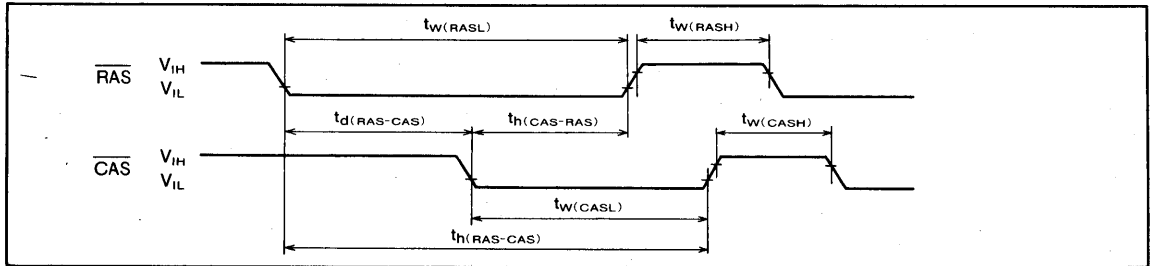 tw(RASL) tw(RASH)
RAS VIH
VIL
td(RAS-CAS) th(CAS-RAS) tw(CASH)
CAS VIH
VIL
tw(CASL)
th(RAS-CAS)